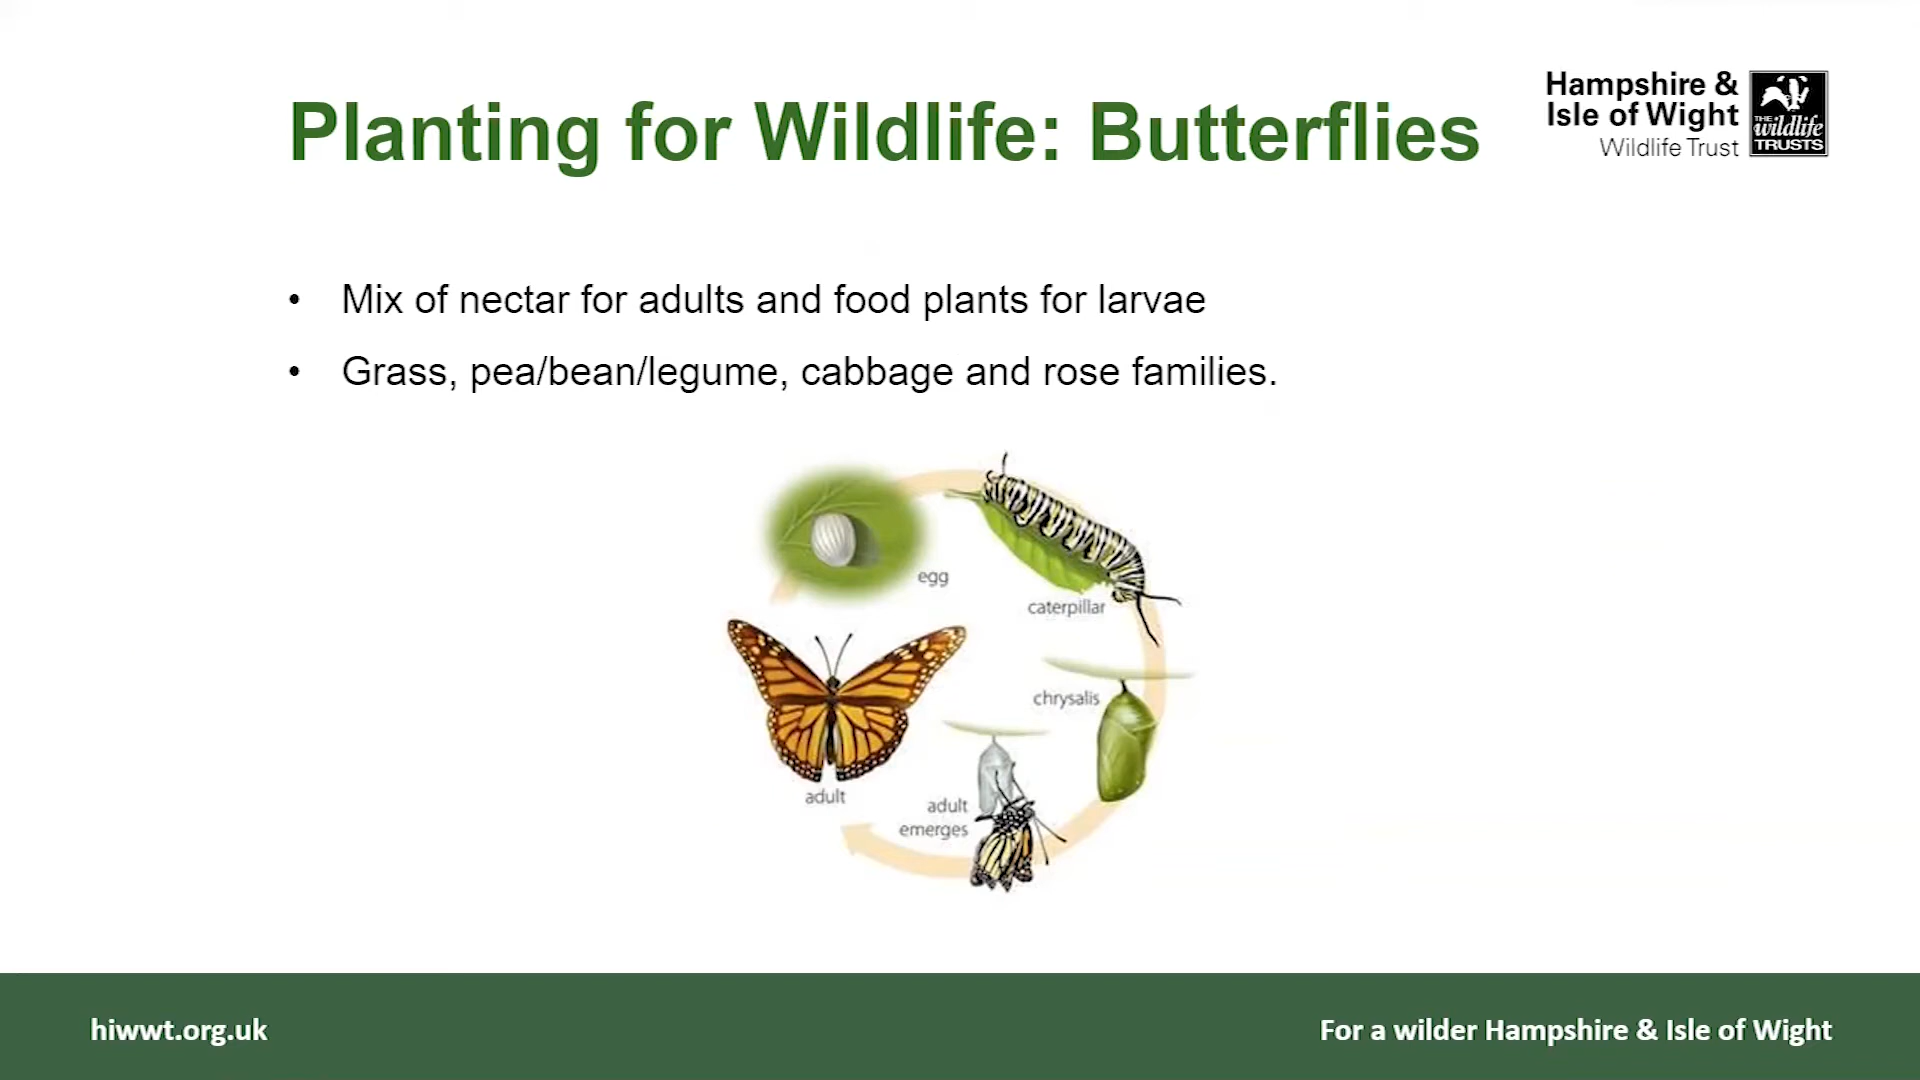 Planting for Wildlife: Butterflies
Hampshire &
Isle of Wight
Wildlife Trust
THE
wildlife
TRUSTS
• Mix of nectar for adults and food plants for larvae
• Grass, pea/bean/legume, cabbage and rose families.
egg
caterpillar
chrysalis
adult
adult
emerges
hiwwt.org.uk
For a wilder Hampshire & Isle of Wight